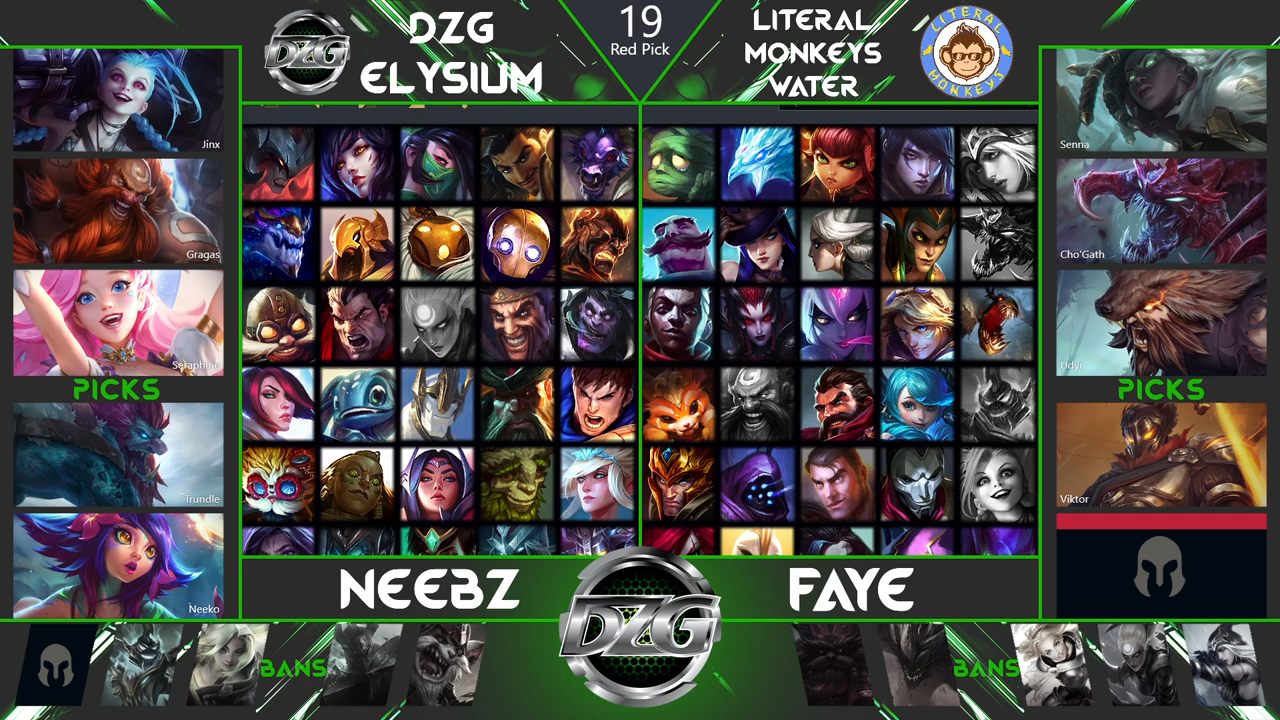 DZG
DZG
ELYSIUM
19
Red Pick
LITERAL
MONKEYS
WATER
LITERAL
MONKEYS
Jinx
Gragas
Seraphine
PICKS
Trundle
Neeko
Senna
Cho'Gath
Udyr
PICKS
Viktor
NEEBZ
DZG
FAYE
BANS
BANS